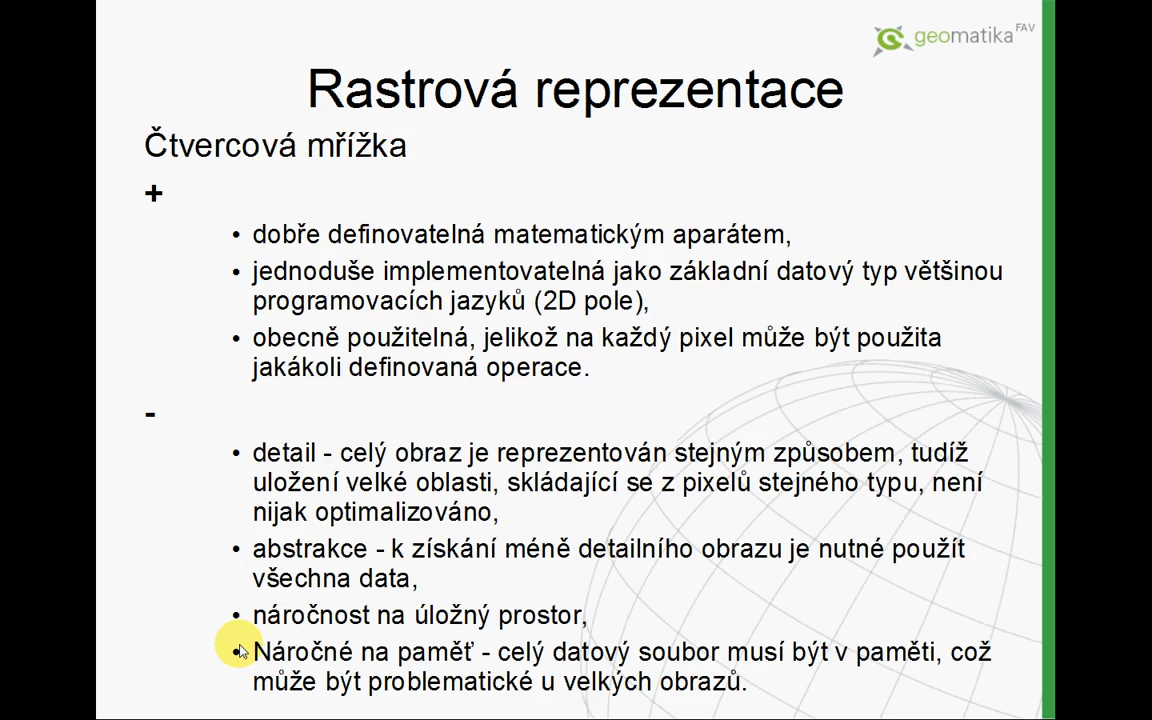 geomatika FAV
Rastrová reprezentace
Čtvercová mřížka
+
• dobře definovatelná matematickým aparátem,
• jednoduše implementovatelná jako základní datový typ většinou
programovacích jazyků (2D pole),
• obecně použitelná, jelikož na každý pixel může být použita
jakákoli definovaná operace.
-
• detail - celý obraz je reprezentován stejným způsobem, tudíž
uložení velké oblasti, skládající se z pixelů stejného typu, není
nijak optimalizováno,
• abstrakce - k získání méně detailního obrazu je nutné použít
všechna data,
• náročnost na úložný prostor,
• Náročné na paměť - celý datový soubor musí být v paměti, což
může být problematické u velkých obrazů.